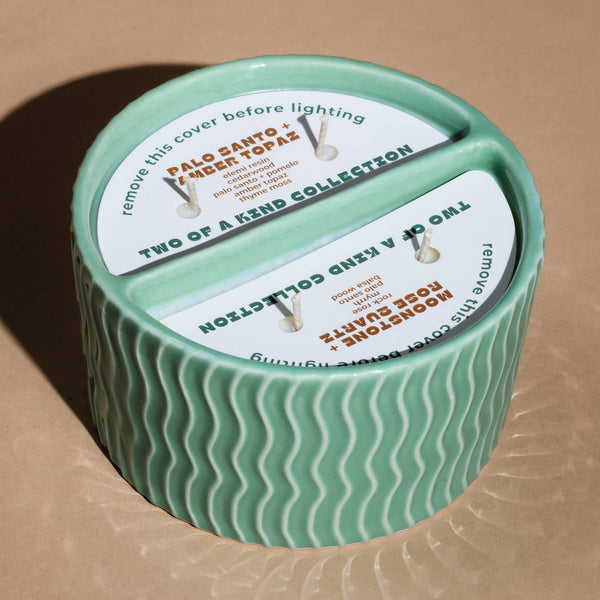 remove this cover before lighting
PALO SANTO +
AMBER TOPAZ
elemi resin
cedarwood
palo santo + pomelo
amber topaz
thyme moss
TWO OF A KIND COLLECTION
TWO OF A KIND COLLECTION
MOONSTONE +
ROSE QUARTZ
rock rose
myrrh
palo santo
balsa wood
remove this cover before lighting